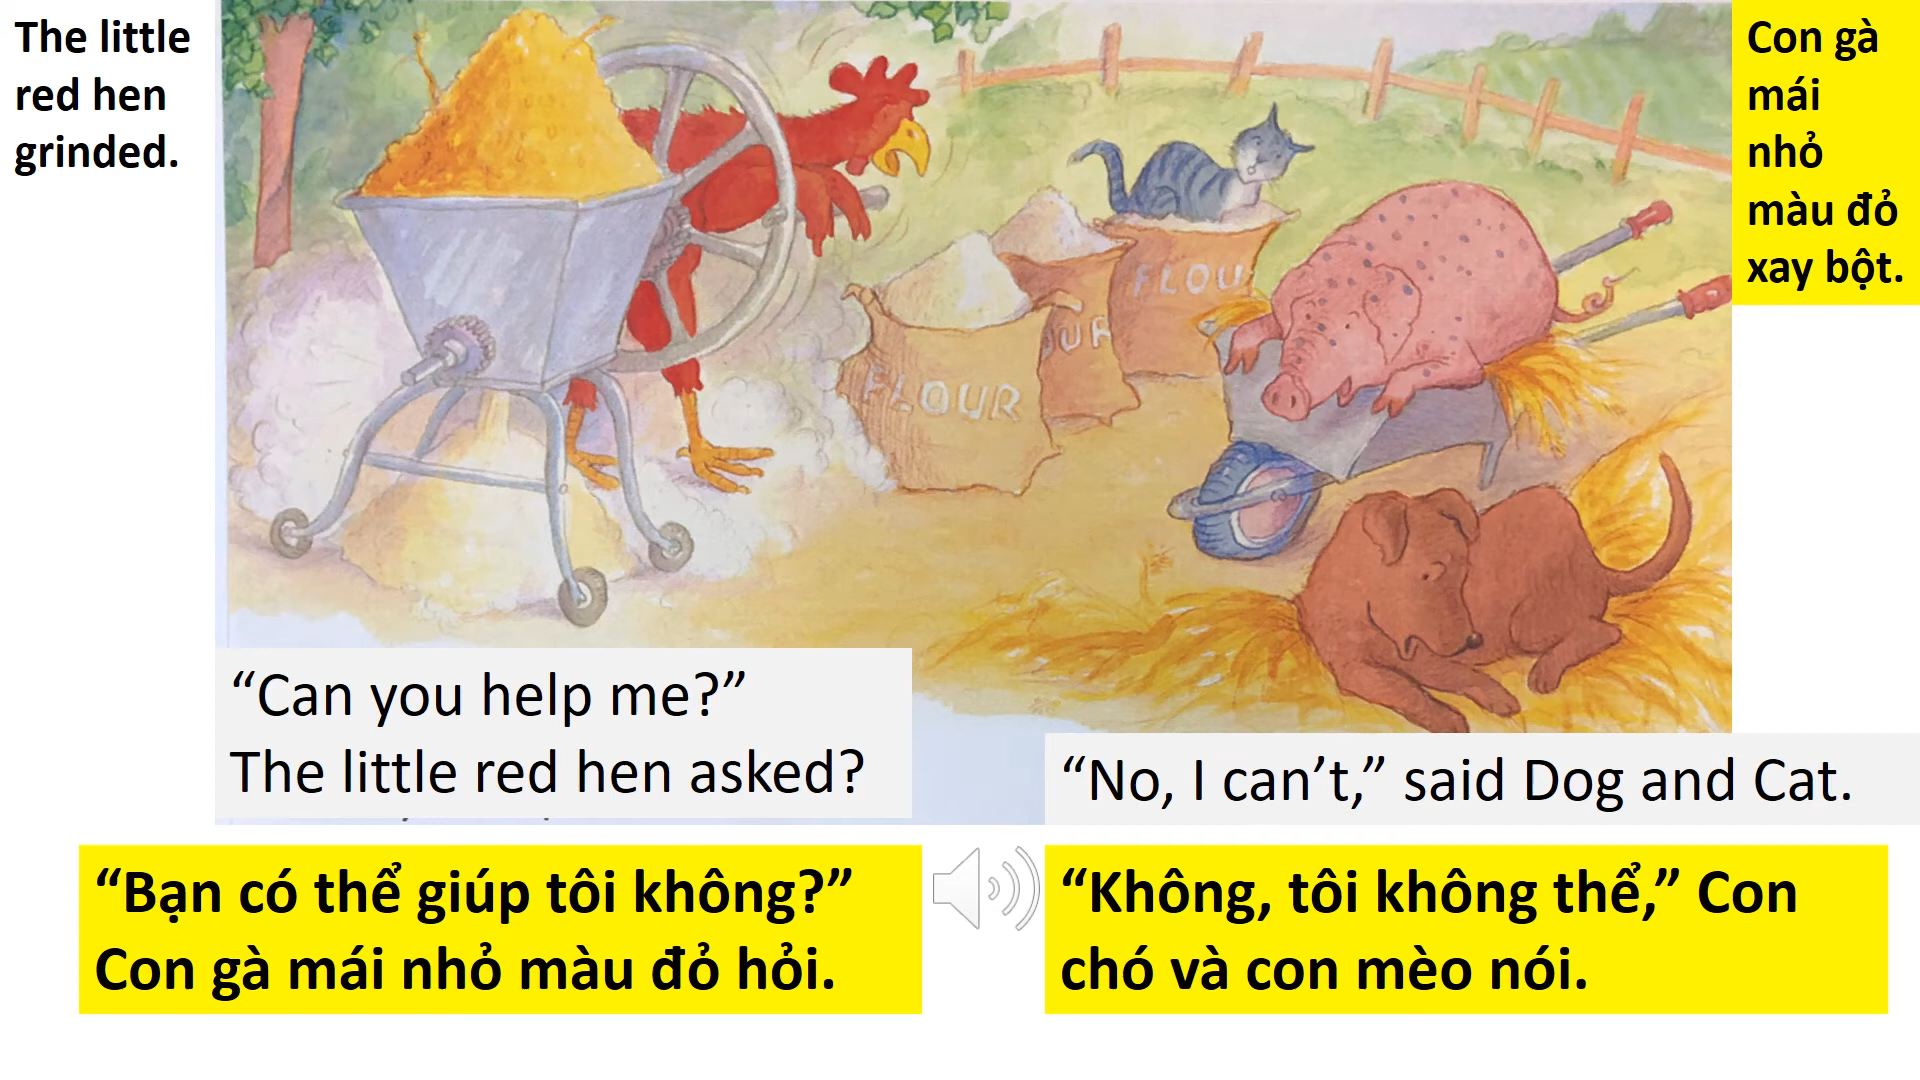 The little
red hen
grinded.
Con gà
mái
nhỏ
màu đỏ
xay bột.
FLOUR
OUR
FLOU
“Can you help me?”
The little red hen asked?
“No, I can’t,” said Dog and Cat.
“Bạn có thể giúp tôi không?”
Con gà mái nhỏ màu đỏ hỏi.
“Không, tôi không thể,” Con
chó và con mèo nói.